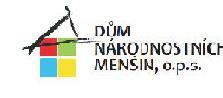 DŮM
NÁRODNOSTNÍCH
MENŠIN, o.p.s.